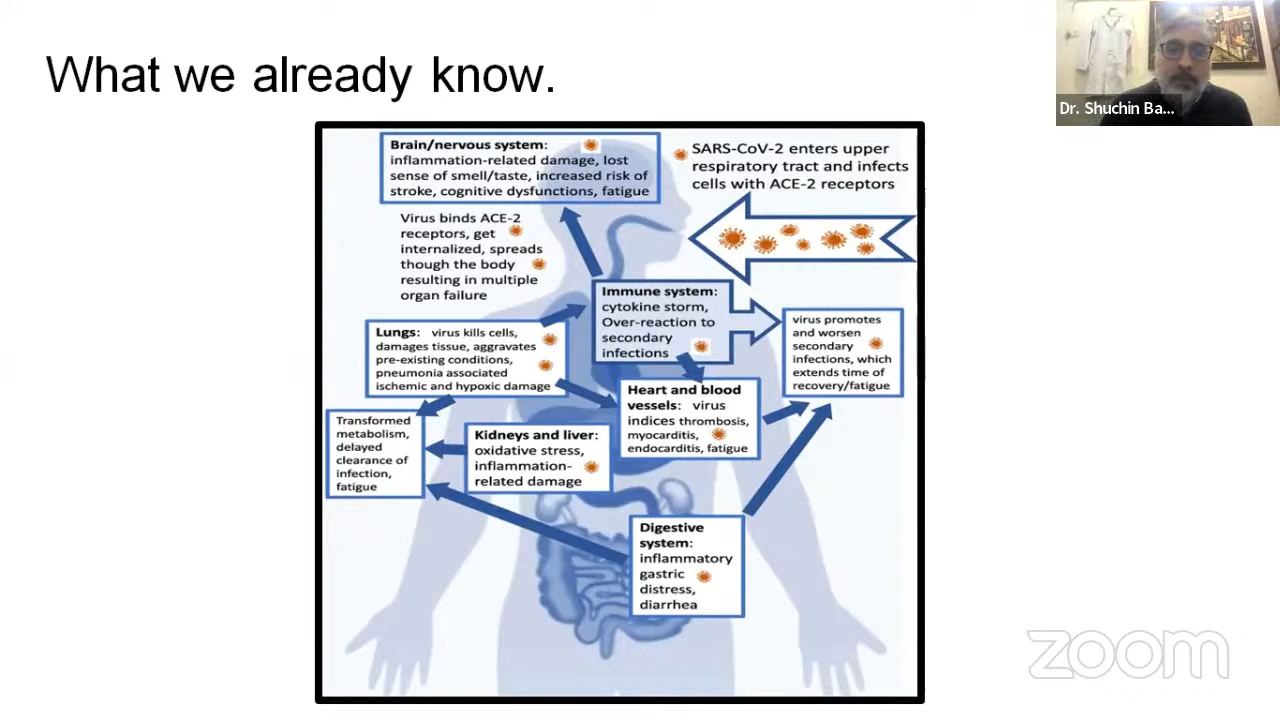 What we already know.
Dr. Shuchin Ba...
Brain/nervous system:
inflammation-related damage, lost
sense of smell/taste, increased risk of
stroke, cognitive dysfunctions, fatigue
SARS-CoV-2 enters upper
respiratory tract and infects
cells with ACE-2 receptors
Virus binds ACE-2
receptors, get
internalized, spreads
though the body
resulting in multiple
organ failure
Immune system:
cytokine storm,
Over-reaction to
secondary
infections
virus promotes
and worsen
secondary
infections, which
extends time of
recovery/fatigue
Lungs: virus kills cells,
damages tissue, aggravates
pre-existing conditions,
pneumonia associated
ischemic and hypoxic damage
Heart and blood
vessels: virus
indices thrombosis,
myocarditis,
endocarditis, fatigue
Transformed
metabolism,
delayed
clearance of
infection,
fatigue
Kidneys and liver:
oxidative stress,
inflammation-
related damage
Digestive
system:
inflammatory
gastric
distress,
diarrhea
zoom